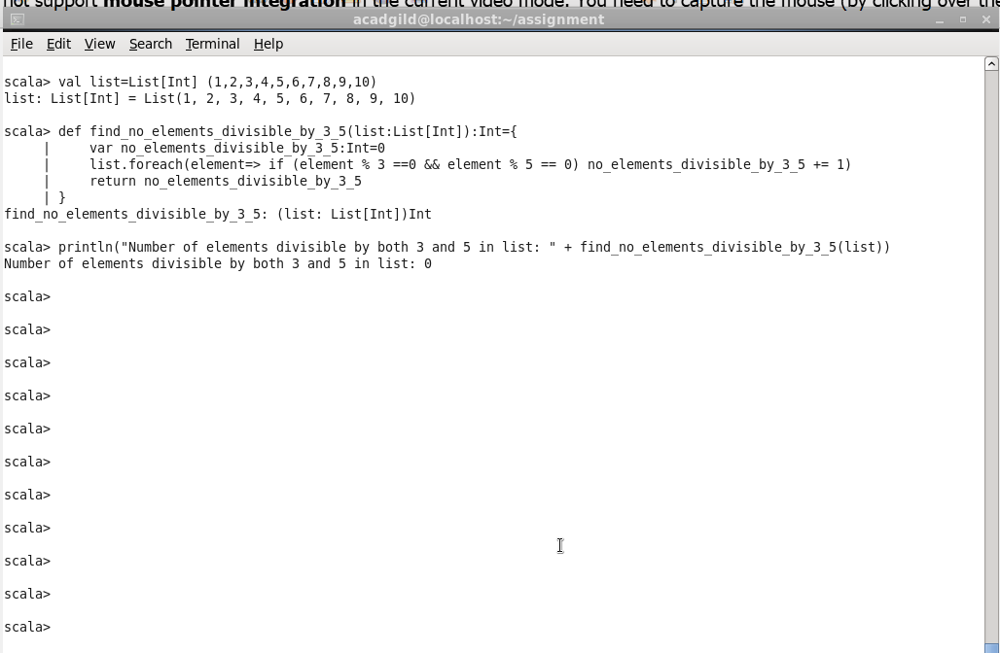 not support mouse pointer integration in the current video mode. You need to capture the mouse (by clicking over the
acadgild@localhost:~/assignment
File Edit View Search Terminal Help
scala> val list=List[Int] (1,2,3,4,5,6,7,8,9,10)
list: List[Int] = List(1, 2, 3, 4, 5, 6, 7, 8, 9, 10)
scala> def find_no_elements_divisible_by_3_5(list:List[Int]):Int={
     |     var no_elements_divisible_by_3_5:Int=0
     |     list.foreach(element=> if (element % 3 ==0 && element % 5 == 0) no_elements_divisible_by_3_5 += 1)
     |     return no_elements_divisible_by_3_5
     | }
find_no_elements_divisible_by_3_5: (list: List[Int])Int
scala> println("Number of elements divisible by both 3 and 5 in list: " + find_no_elements_divisible_by_3_5(list))
Number of elements divisible by both 3 and 5 in list: 0
scala>
scala>
scala>
scala>
scala>
scala>
scala>
scala>
scala>
scala>
scala>